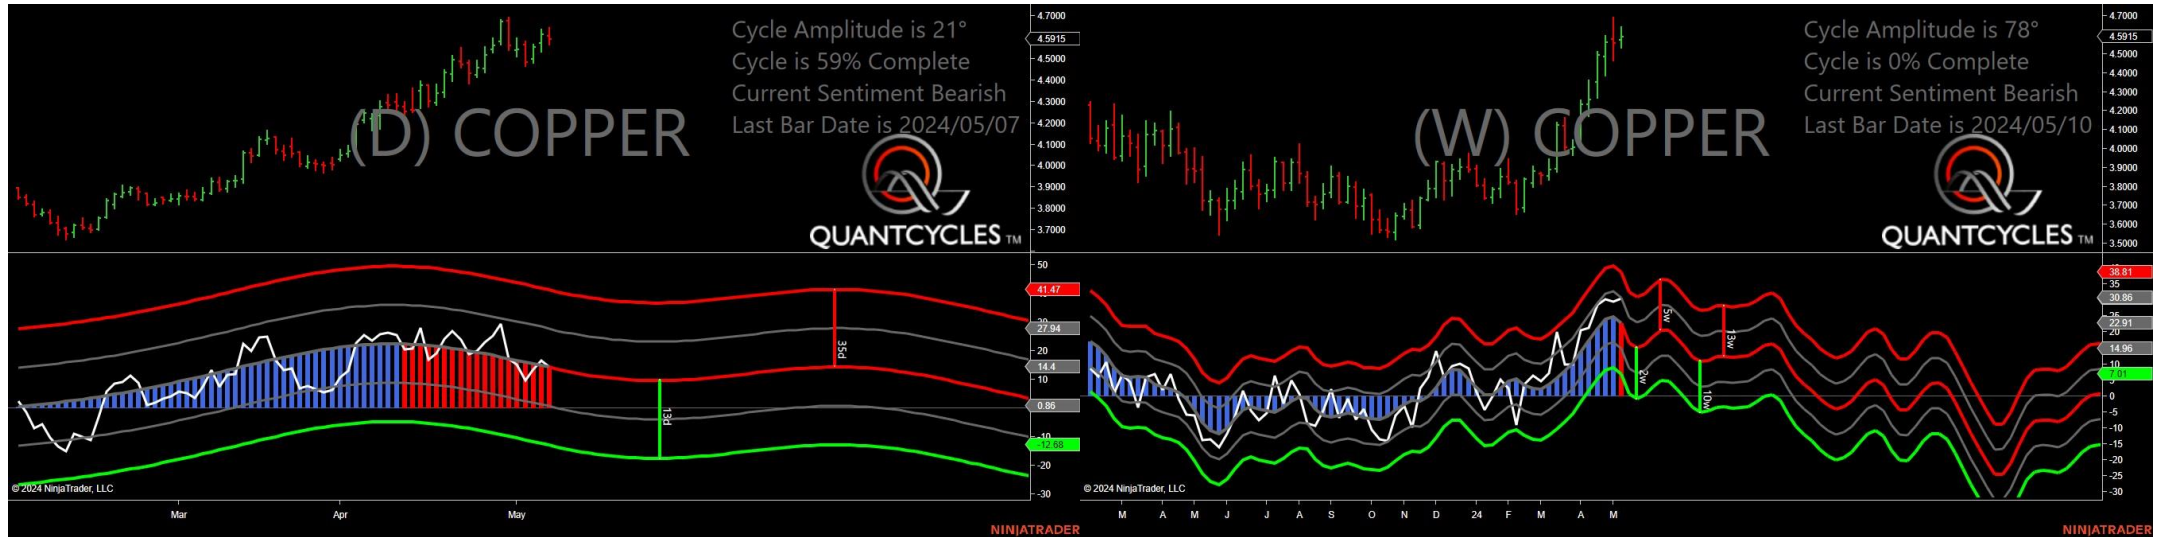 Cycle Amplitude is 21°
Cycle is 59% Complete
Current Sentiment Bearish
Last Bar Date is 2024/05/07
(D) COPPER
QUANTCYCLES TM
4.7000
4.5915
4.5000
4.4000
4.3000
4.2000
4.1000
4.0000
3.9000
3.8000
3.7000
50
41.47
27.94
20
14.4
10
0.86
-12.68
-20
-30
35d
13d
© 2024 NinjaTrader, LLC
Mar Apr May
NINJATRADER
Cycle Amplitude is 78°
Cycle is 0% Complete
Current Sentiment Bearish
Last Bar Date is 2024/05/10
(W) COPPER
QUANTCYCLES TM
4.7000
4.5915
4.5000
4.4000
4.3000
4.2000
4.1000
4.0000
3.9000
3.8000
3.7000
3.6000
3.5000
38.81
35
30.86
22.91
20
14.96
10
7.01
0
-5
-10
-15
-20
-25
-30
5w
13w
2w
10w
© 2024 NinjaTrader, LLC
M A M J J A S O N D 24 F M A M
NINJATRADER